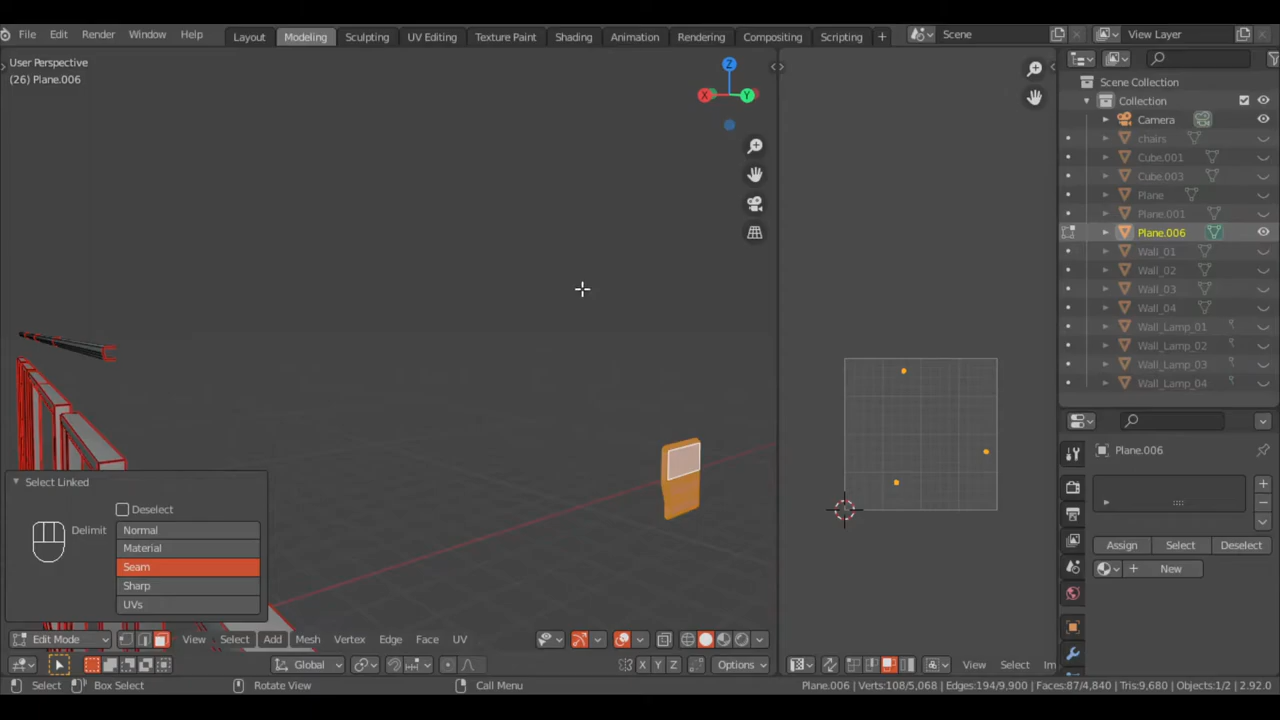 File Edit Render Window Help Layout Modeling Sculpting UV Editing Texture Paint Shading Animation Rendering Compositing Scripting + Scene View Layer
User Perspective
(26) Plane.006
Z
X Y
Scene Collection
Collection
Camera
chairs
Cube.001
Cube.003
Plane
Plane.001
Plane.006
Wall_01
Wall_02
Wall_03
Wall_04
Wall_Lamp_01
Wall_Lamp_02
Wall_Lamp_03
Wall_Lamp_04
Plane.006
Assign Select Deselect
New
Select Linked
Deselect
Delimit Normal
Material
Seam
Sharp
UVs
Edit Mode View Select Add Mesh Vertex Edge Face UV
Global X Y Z Options View Select Im
Select Box Select Rotate View Call Menu Plane.006 | Verts:108/5,068 | Edges:194/9,900 | Faces:87/4,840 | Tris:9,680 | Objects:1/2 | 2.92.0